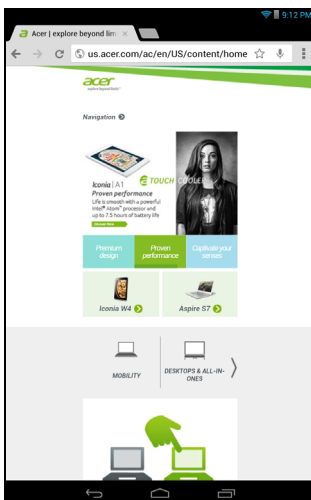 9:12 PM
Acer | explore beyond lim
us.acer.com/ac/en/US/content/home
acer
explore beyond limits™
Navigation
Iconia | A1
Proven performance
Life is smooth with a powerful
Intel® Atom™ processor and
up to 7.5 hours of battery life
a TOUCH COOLER
Premium
design
Proven
performance
Captivate your
senses
Iconia W4
Aspire S7
MOBILITY
DESKTOPS & ALL-IN-
ONES